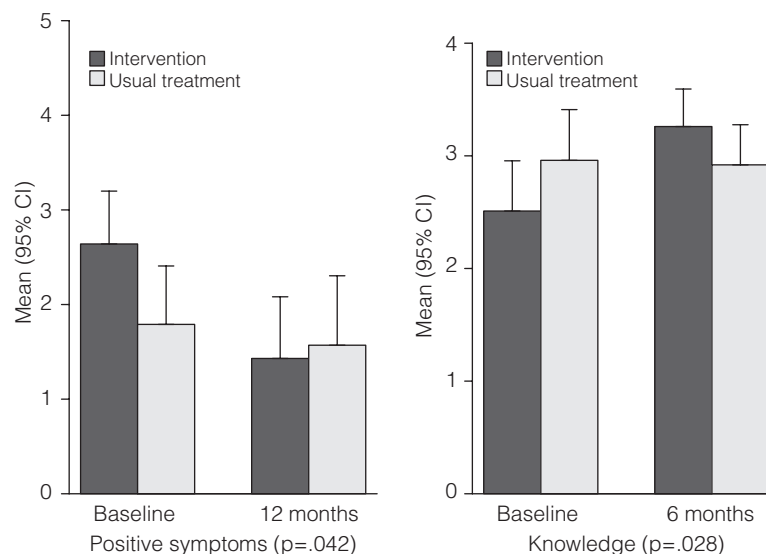 5
4
3
2
1
0
Mean (95% CI)
Intervention
Usual treatment
Baseline
12 months
Positive symptoms (p=.042)
4
3
2
1
0
Mean (95% CI)
Intervention
Usual treatment
Baseline
6 months
Knowledge (p=.028)